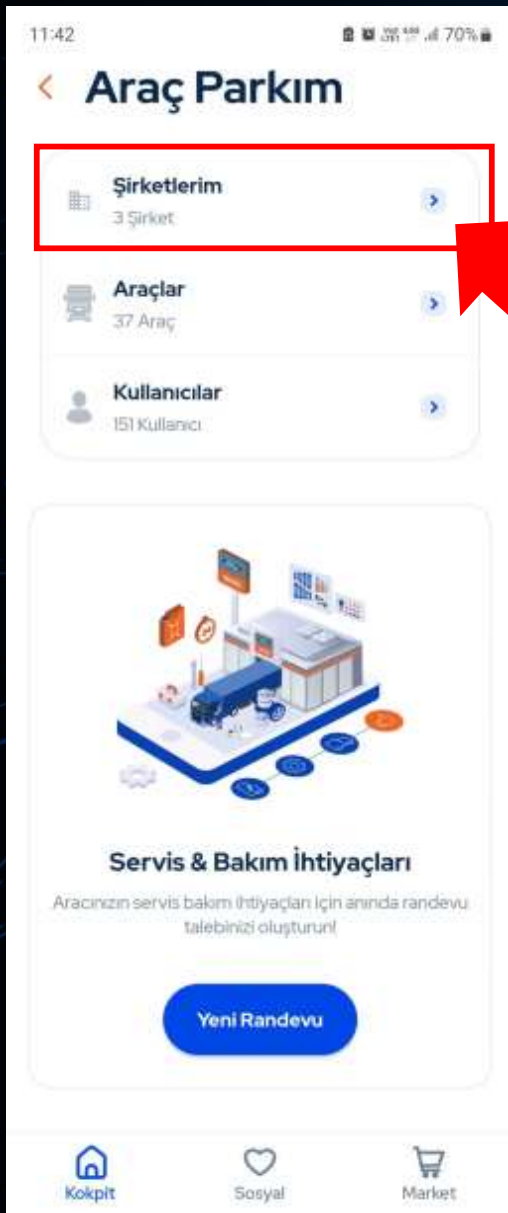 11:42
70%
Araç Parkım
Şirketlerim
3 Şirket
Araçlar
37 Araç
Kullanıcılar
151 Kullanıcı
Servis & Bakım İhtiyaçları
Aracınızın servis bakım ihtiyaçları için anında randevu
talebinizi oluşturun!
Yeni Randevu
Kokpit
Sosyal
Market